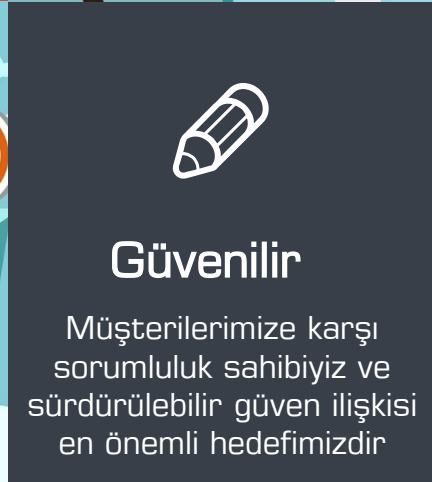 Güvenilir
Müşterilerimize karşı
sorumluluk sahibiyiz ve
sürdürülebilir güven ilişkisi
en önemli hedefimizdir